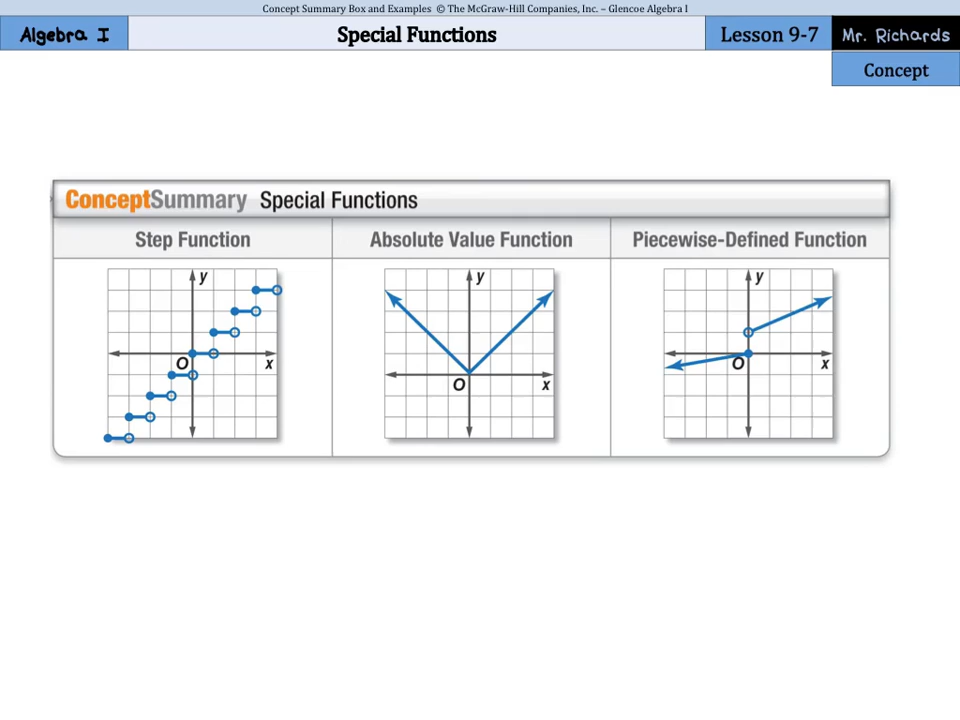 Concept Summary Box and Examples © The McGraw-Hill Companies, Inc. – Glencoe Algebra I
Algebra I
Special Functions
Lesson 9-7
Mr. Richards
Concept
ConceptSummary Special Functions
Step Function
Absolute Value Function
Piecewise-Defined Function
y
O
x
y
O
x
y
O
x